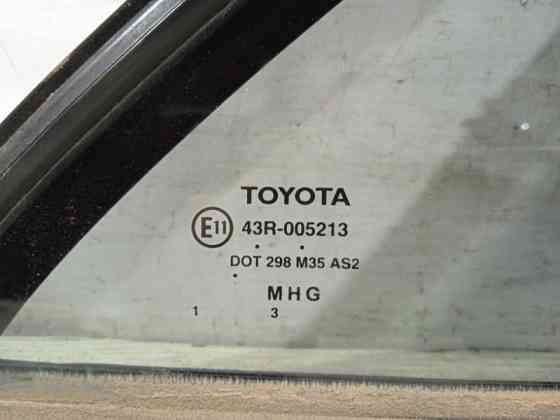 TOYOTA
E11 43R-005213
. .
DOT 298 M35 AS2
.
MHG
1 3